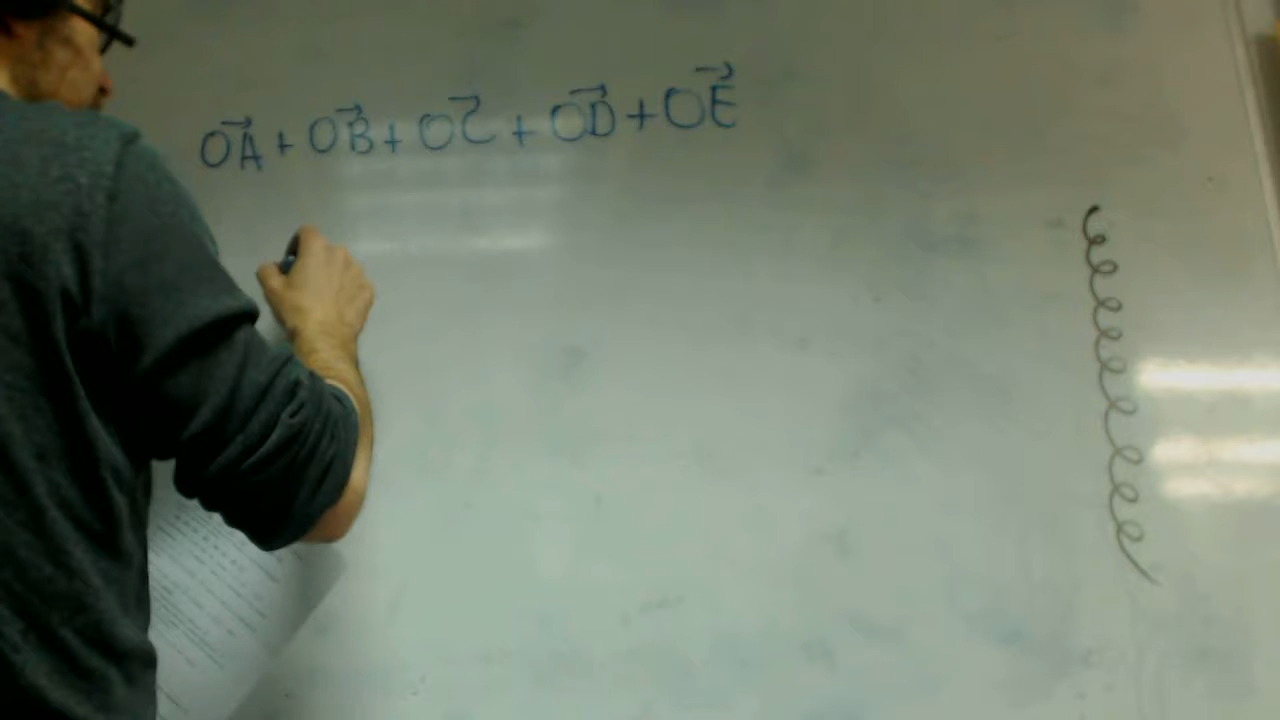 O⃗A + O⃗B + O⃗C + O⃗D + O⃗E